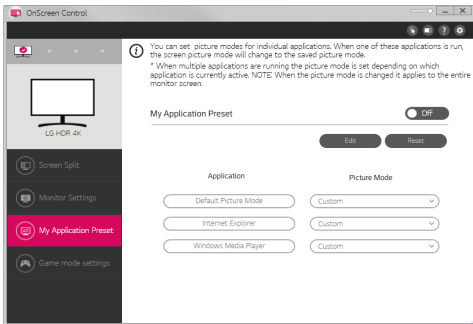 OnScreen Control
You can set picture modes for individual applications. When one of these applications is run,
the screen picture mode will change to the saved picture mode.
* When multiple applications are running the picture mode is set depending on which
application is currently active. NOTE: When the picture mode is changed it applies to the entire
monitor screen.
LG HDR 4K
My Application Preset
Off
Edit Reset
Screen Split
Monitor Settings
My Application Preset
Game mode settings
Application Picture Mode
Default Picture Mode Custom
Internet Explorer Custom
Windows Media Player Custom